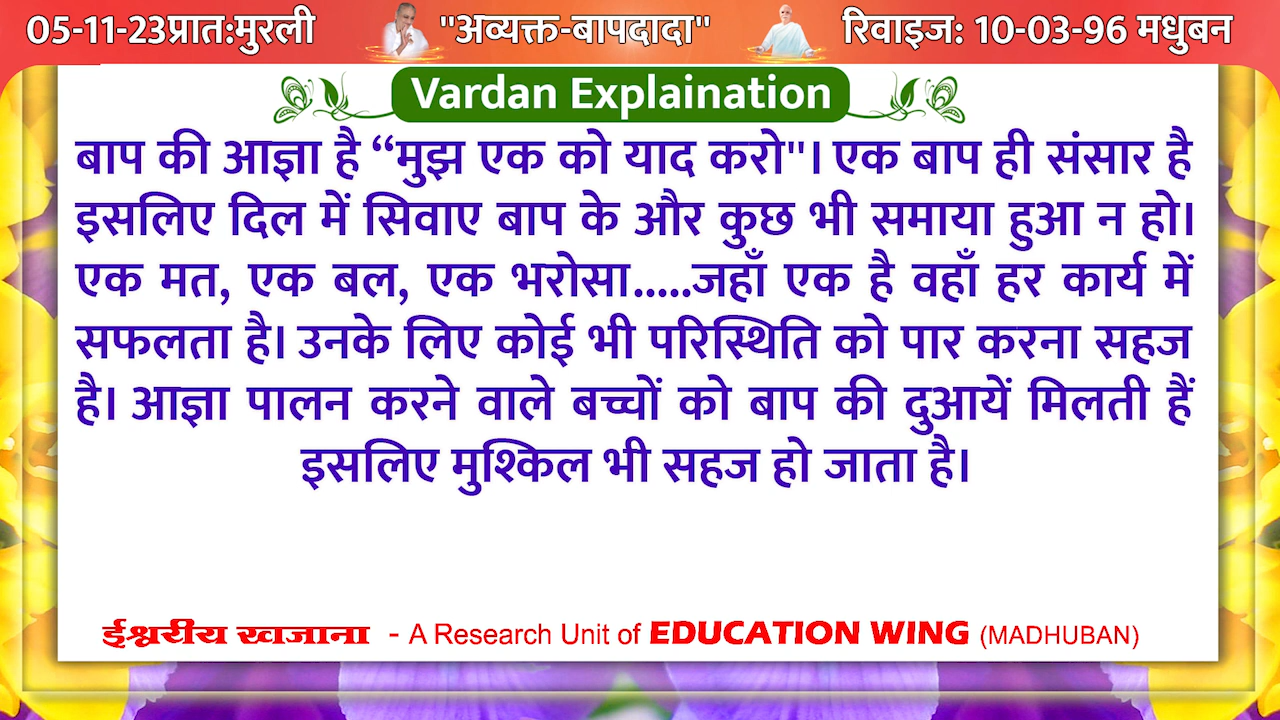 05-11-23प्रात:मुरली "अव्यक्त-बापदादा" रिवाइज: 10-03-96 मधुबन
Vardan Explaination
बाप की आज्ञा है “मुझ एक को याद करो"। एक बाप ही संसार है
इसलिए दिल में सिवाए बाप के और कुछ भी समाया हुआ न हो।
एक मत, एक बल, एक भरोसा.....जहाँ एक है वहाँ हर कार्य में
सफलता है। उनके लिए कोई भी परिस्थिति को पार करना सहज
है। आज्ञा पालन करने वाले बच्चों को बाप की दुआयें मिलती हैं
इसलिए मुश्किल भी सहज हो जाता है।
ईश्वरीय खजाना - A Research Unit of EDUCATION WING (MADHUBAN)